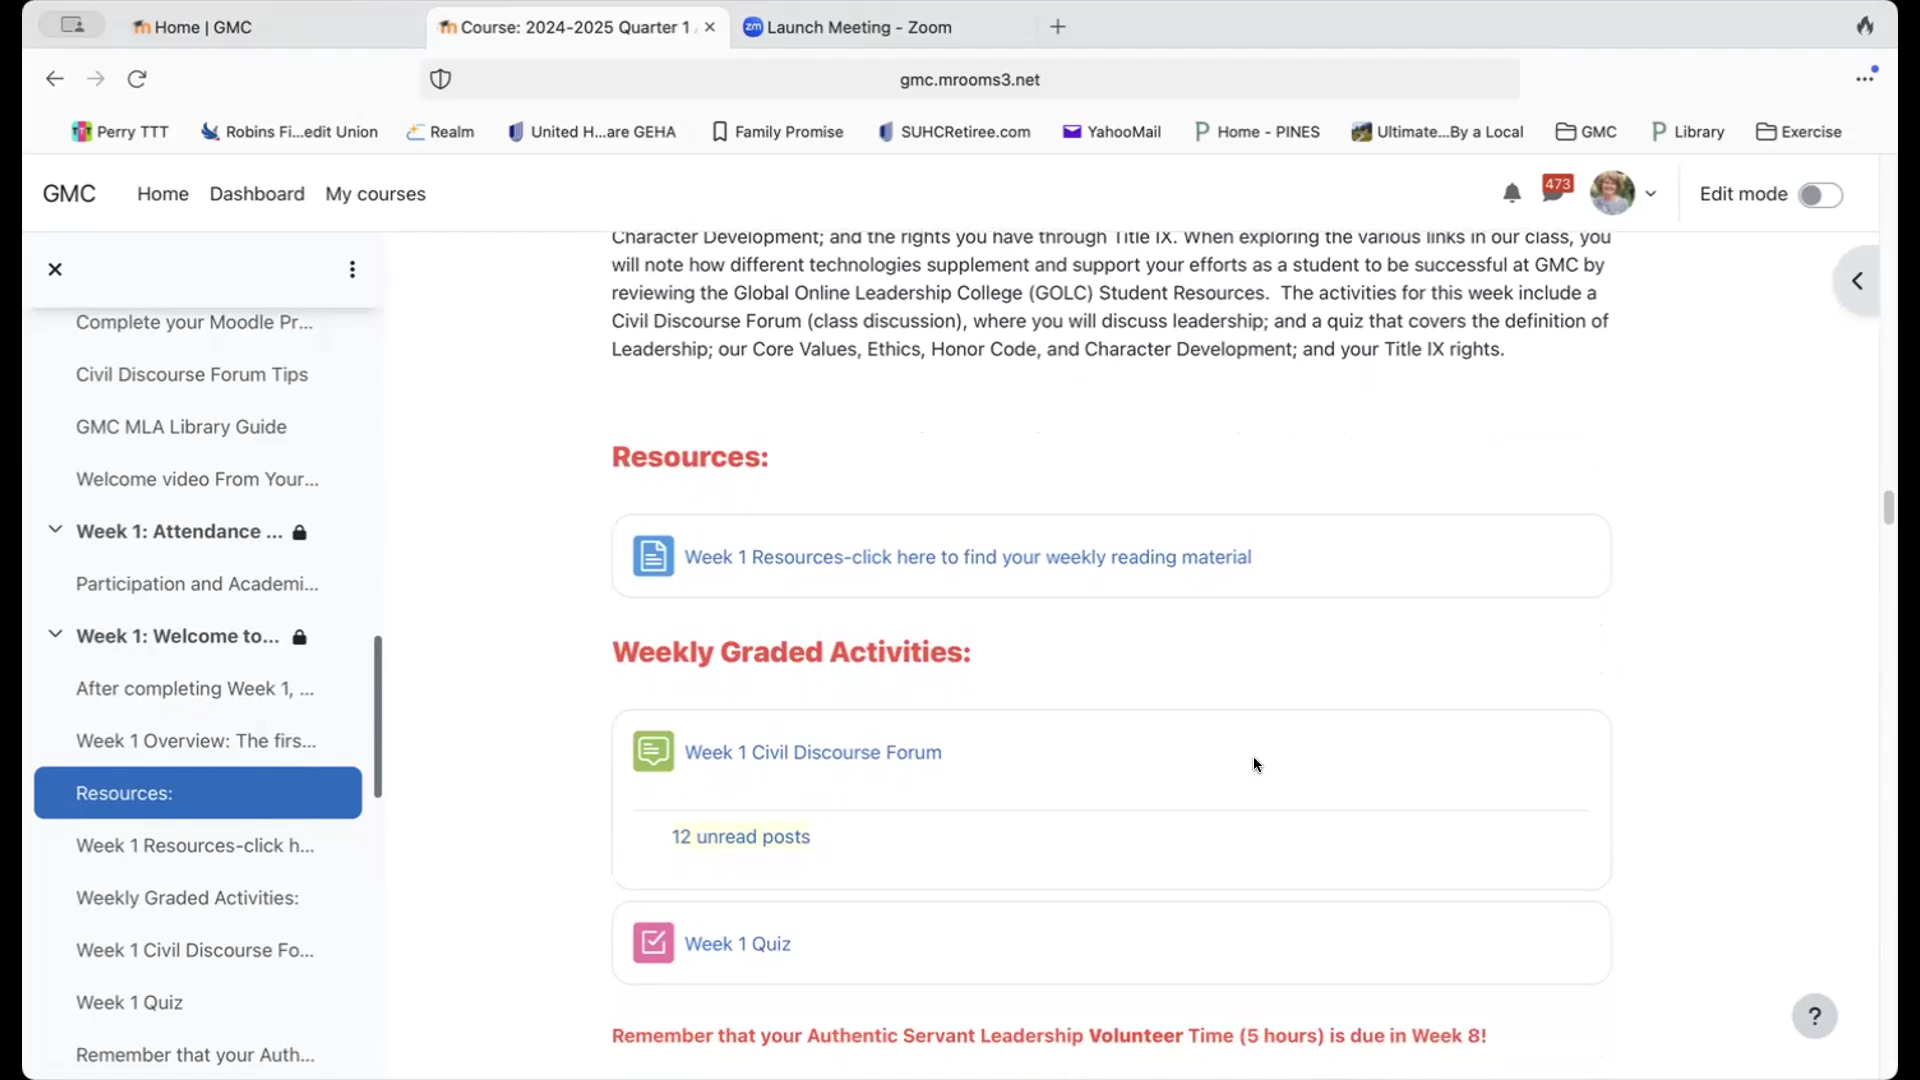 Home | GMC
Course: 2024-2025 Quarter 1
Launch Meeting - Zoom
gmc.mrooms3.net
Perry TTT
Robins Fi...edit Union
Realm
United H...are GEHA
Family Promise
SUHCRetiree.com
YahooMail
Home - PINES
Ultimate...By a Local
GMC
Library
Exercise
GMC
Home
Dashboard
My courses
473
Edit mode
Complete your Moodle Pr...
Civil Discourse Forum Tips
GMC MLA Library Guide
Welcome video From Your...
Week 1: Attendance ...
Participation and Academi...
Week 1: Welcome to...
After completing Week 1, ...
Week 1 Overview: The firs...
Resources:
Week 1 Resources-click h...
Weekly Graded Activities:
Week 1 Civil Discourse Fo...
Week 1 Quiz
Remember that your Auth...
Character Development; and the rights you have through Title IX. When exploring the various links in our class, you
will note how different technologies supplement and support your efforts as a student to be successful at GMC by
reviewing the Global Online Leadership College (GOLC) Student Resources.  The activities for this week include a
Civil Discourse Forum (class discussion), where you will discuss leadership; and a quiz that covers the definition of
Leadership; our Core Values, Ethics, Honor Code, and Character Development; and your Title IX rights.
Resources:
Week 1 Resources-click here to find your weekly reading material
Weekly Graded Activities:
Week 1 Civil Discourse Forum
12 unread posts
Week 1 Quiz
Remember that your Authentic Servant Leadership Volunteer Time (5 hours) is due in Week 8!
?